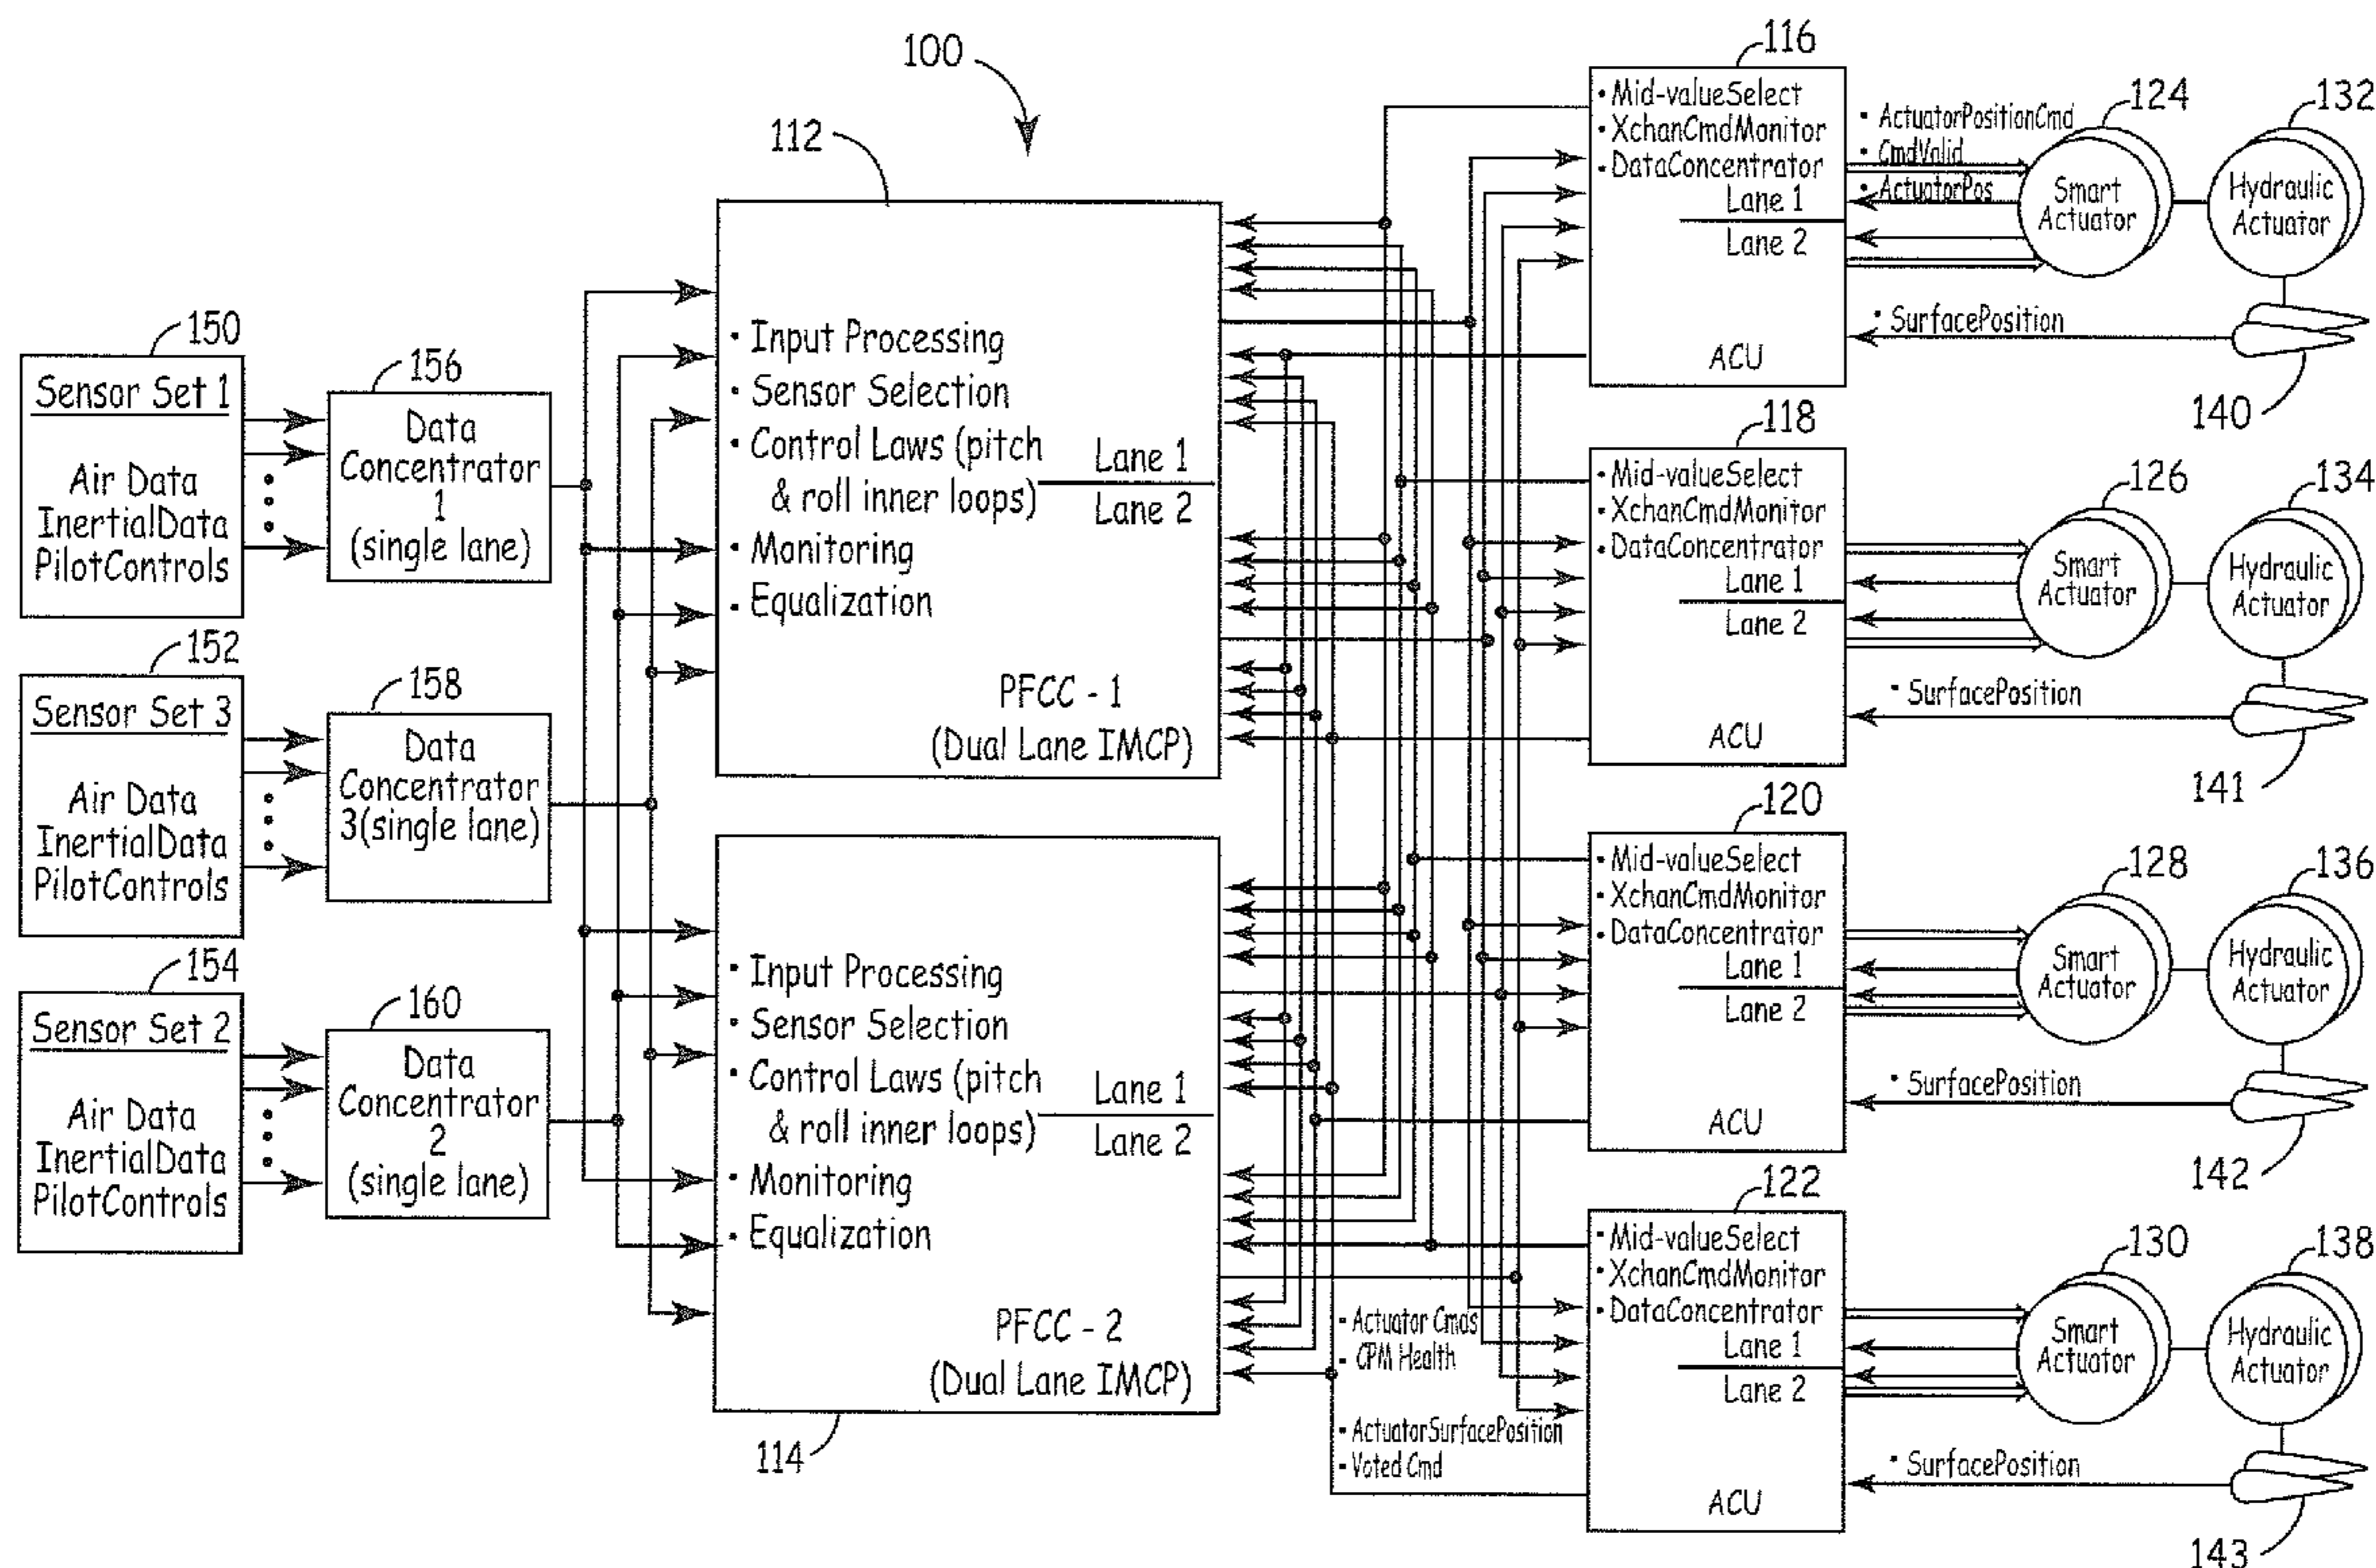 100
112
150
Sensor Set 1
Air Data
InertialData
PilotControls
156
Data
Concentrator
1
(single lane)
152
Sensor Set 3
Air Data
InertialData
PilotControls
158
Data
Concentrator
3(single lane)
154
Sensor Set 2
Air Data
InertialData
PilotControls
160
Data
Concentrator
2
(single lane)
• Input Processing
• Sensor Selection
• Control Laws (pitch
& roll inner loops)
Lane 1
Lane 2
• Monitoring
• Equalization
PFCC - 1
(Dual Lane IMCP)
• Input Processing
• Sensor Selection
• Control Laws (pitch
& roll inner loops)
Lane 1
Lane 2
• Monitoring
• Equalization
PFCC - 2
(Dual Lane IMCP)
114
• Actuator Cmds
• CPM Health
• ActuatorSurfacePosition
• Voted Cmd
116
• Mid-valueSelect
• XchanCmdMonitor
• DataConcentrator
Lane 1
Lane 2
ACU
• ActuatorPositionCmd
• CmdValid
• ActuatorPos
• SurfacePosition
124
Smart
Actuator
132
Hydraulic
Actuator
140
118
• Mid-valueSelect
• XchanCmdMonitor
• DataConcentrator
Lane 1
Lane 2
ACU
• SurfacePosition
126
Smart
Actuator
134
Hydraulic
Actuator
141
120
• Mid-valueSelect
• XchanCmdMonitor
• DataConcentrator
Lane 1
Lane 2
ACU
• SurfacePosition
128
Smart
Actuator
136
Hydraulic
Actuator
142
122
• Mid-valueSelect
• XchanCmdMonitor
• DataConcentrator
Lane 1
Lane 2
ACU
• SurfacePosition
130
Smart
Actuator
138
Hydraulic
Actuator
143